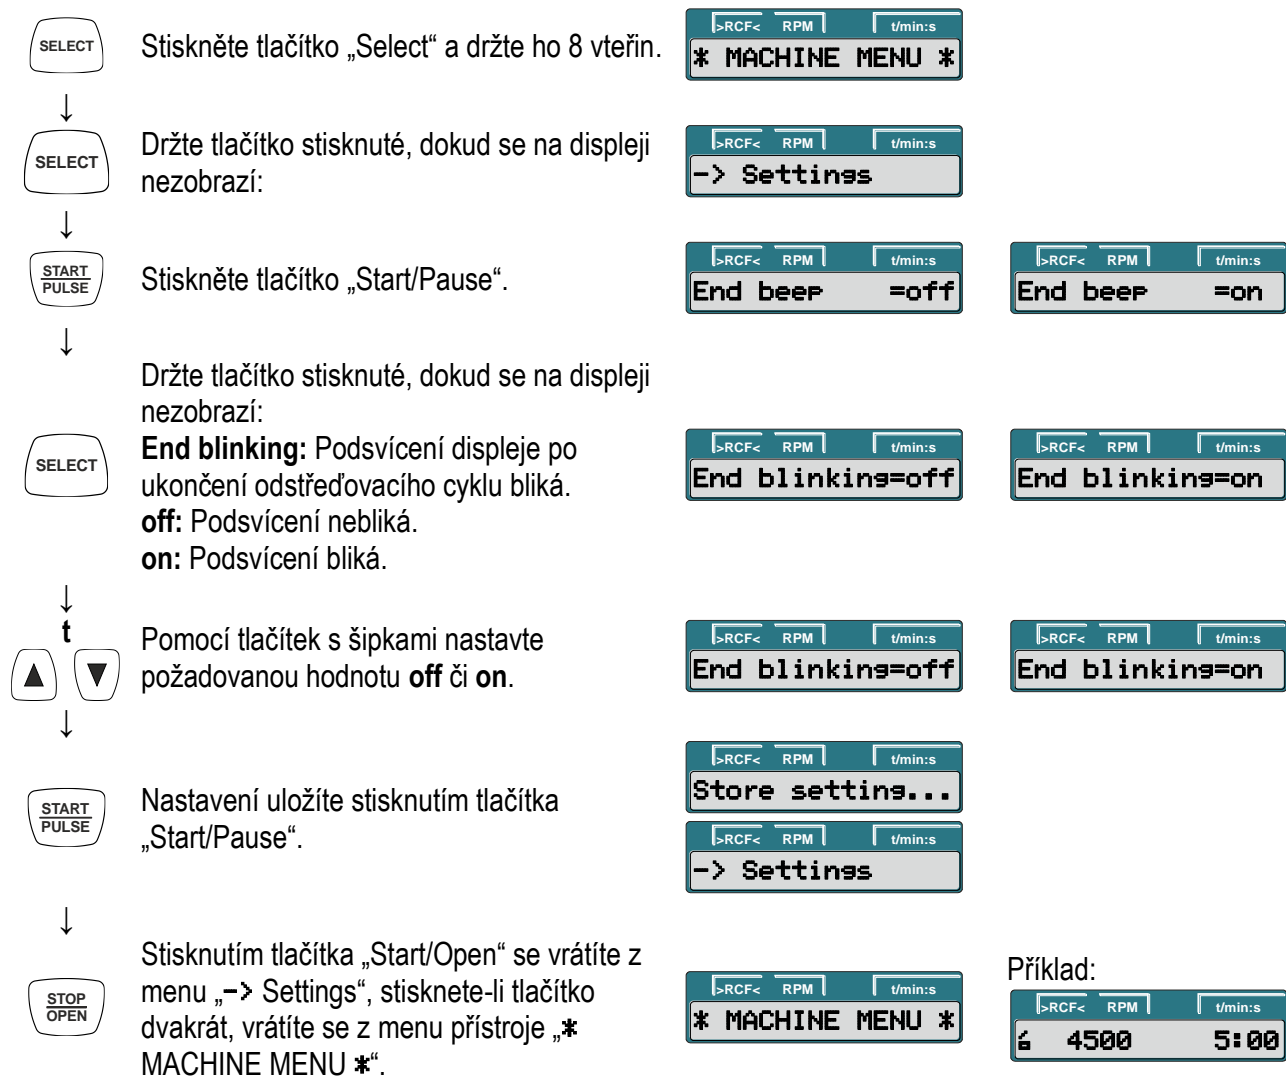 SELECT
Stiskněte tlačítko „Select“ a držte ho 8 vteřin.
>RCF< RPM t/min:s
* MACHINE MENU *
↓
SELECT
Držte tlačítko stisknuté, dokud se na displeji
nezobrazí:
>RCF< RPM t/min:s
-> Settings
↓
START
PULSE
Stiskněte tlačítko „Start/Pause“.
>RCF< RPM t/min:s
End beep =off
>RCF< RPM t/min:s
End beep =on
↓
SELECT
Držte tlačítko stisknuté, dokud se na displeji
nezobrazí:
End blinking: Podsvícení displeje po
ukončení odstřeďovacího cyklu bliká.
off: Podsvícení nebliká.
on: Podsvícení bliká.
>RCF< RPM t/min:s
End blinking=off
>RCF< RPM t/min:s
End blinking=on
↓
t
▲ ▼
Pomocí tlačítek s šipkami nastavte
požadovanou hodnotu off či on.
>RCF< RPM t/min:s
End blinking=off
>RCF< RPM t/min:s
End blinking=on
↓
START
PULSE
Nastavení uložíte stisknutím tlačítka
„Start/Pause“.
>RCF< RPM t/min:s
Store setting...
>RCF< RPM t/min:s
-> Settings
↓
STOP
OPEN
Stisknutím tlačítka „Start/Open“ se vrátíte z
menu „-> Settings“, stisknete-li tlačítko
dvakrát, vrátíte se z menu přístroje „*
MACHINE MENU *“.
>RCF< RPM t/min:s
* MACHINE MENU *
Příklad:
>RCF< RPM t/min:s
4500 5:00